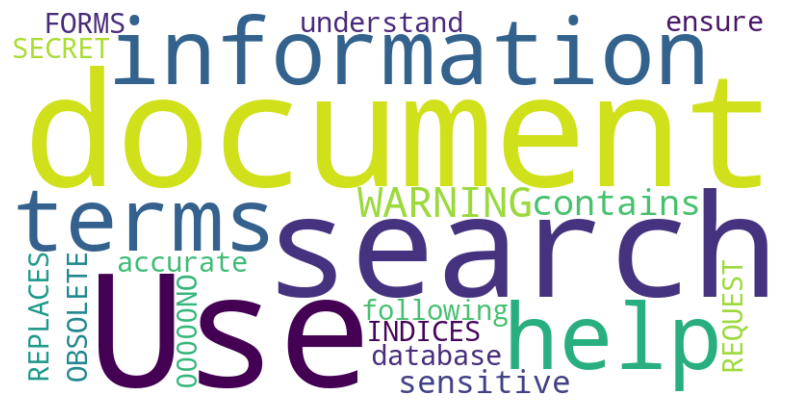 FORMS
understand
ensure
SECRET
information
document
terms
WARNING
contains
search
accurate
REPLACES
OBSOLETE
OOOOONO
Use
following
INDICES
database
sensitive
help
REQUEST